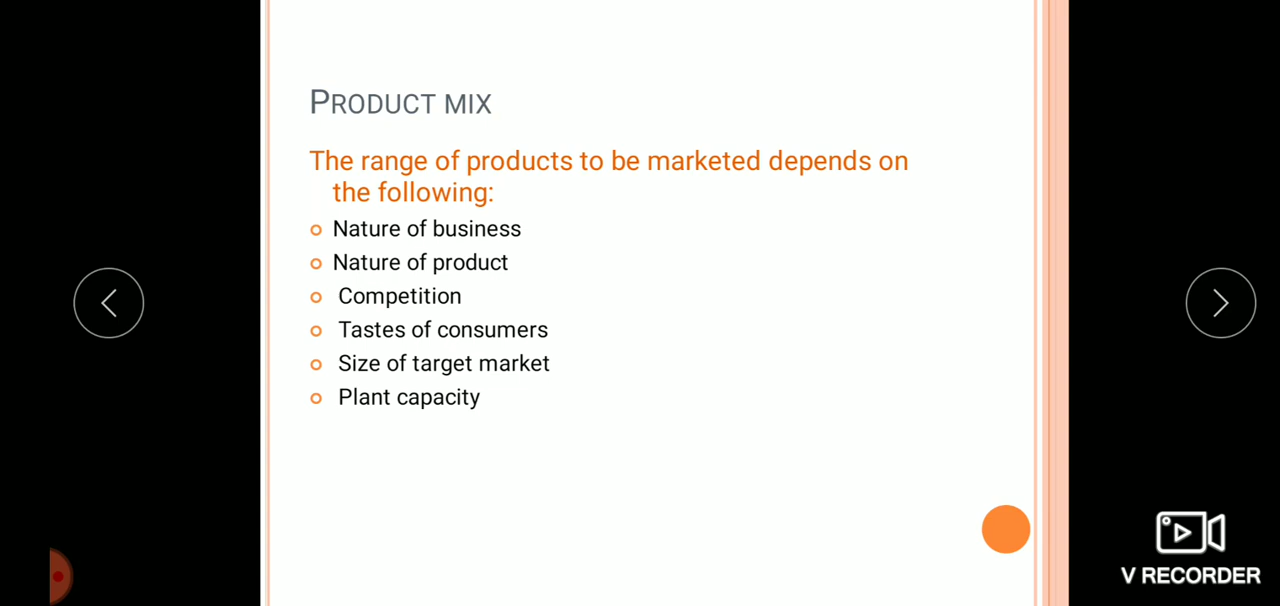 PRODUCT MIX
The range of products to be marketed depends on
the following:
Nature of business
Nature of product
Competition
Tastes of consumers
Size of target market
Plant capacity
V RECORDER